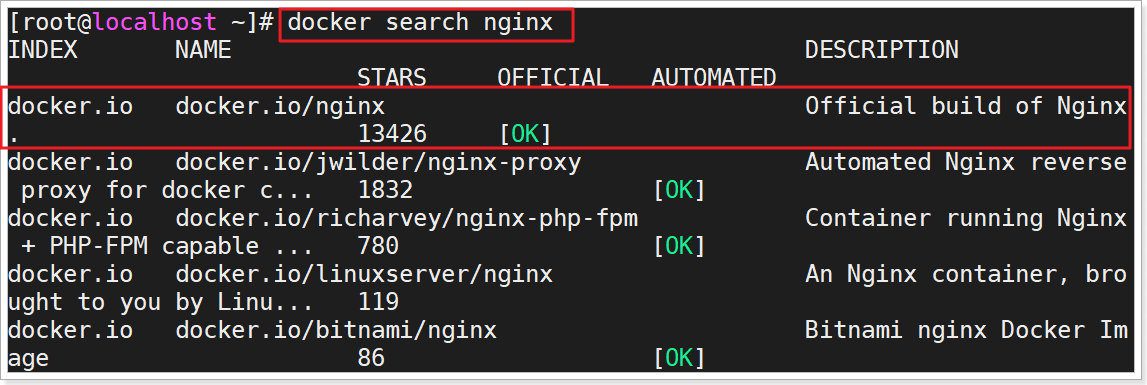 [root@localhost ~]# docker search nginx
INDEX NAME DESCRIPTION
STARS OFFICIAL AUTOMATED
docker.io docker.io/nginx Official build of Nginx
. 13426 [OK]
docker.io docker.io/jwilder/nginx-proxy Automated Nginx reverse
proxy for docker c... 1832 [OK]
docker.io docker.io/richarvey/nginx-php-fpm Container running Nginx
+ PHP-FPM capable ... 780 [OK]
docker.io docker.io/linuxserver/nginx An Nginx container, bro
ught to you by Linu... 119
docker.io docker.io/bitnami/nginx Bitnami nginx Docker Im
age 86 [OK]